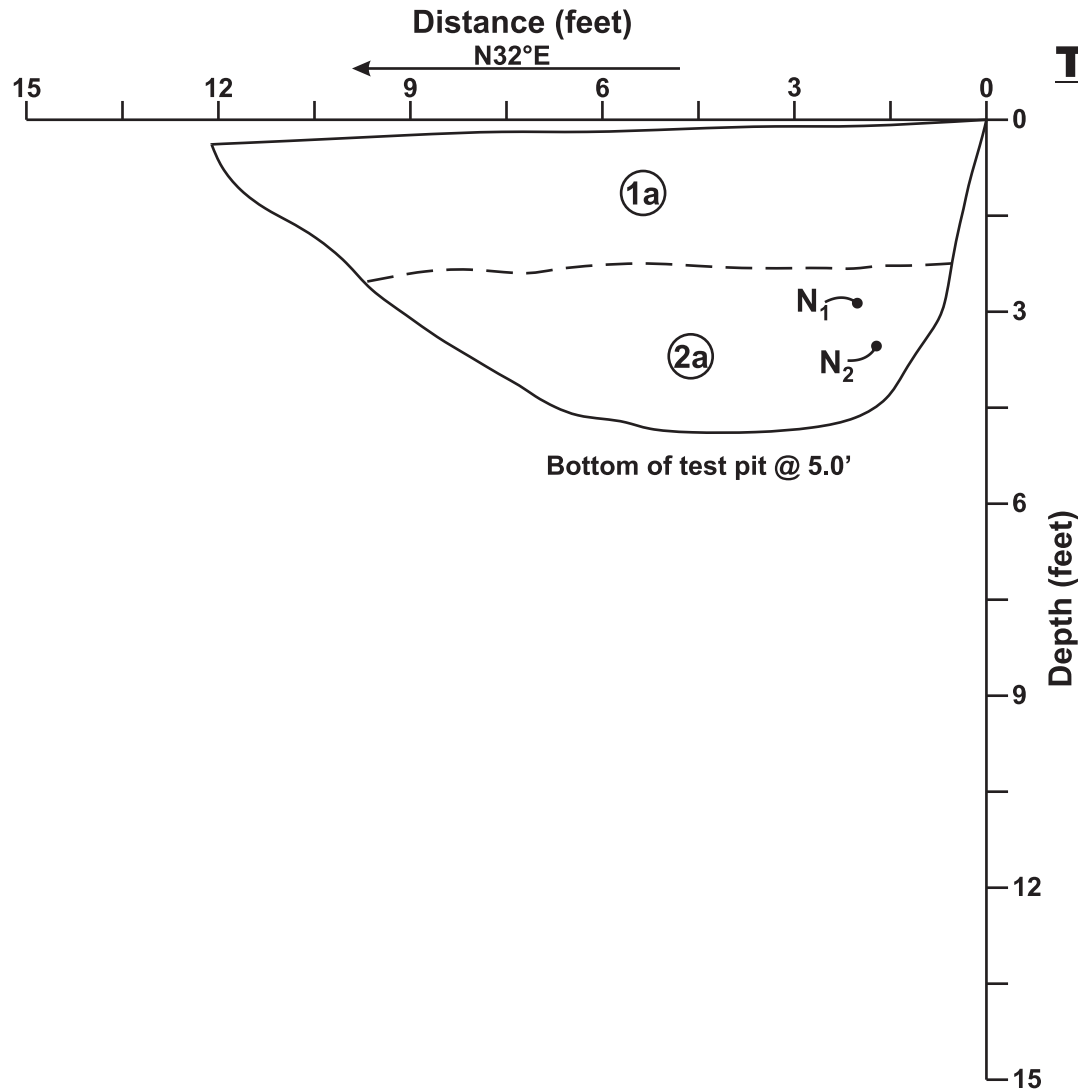 Distance (feet)
N32°E
T
15 12 9 6 3 0
0
1a
3
N1
2a
N2
Bottom of test pit @ 5.0’
6
Depth (feet)
9
12
15